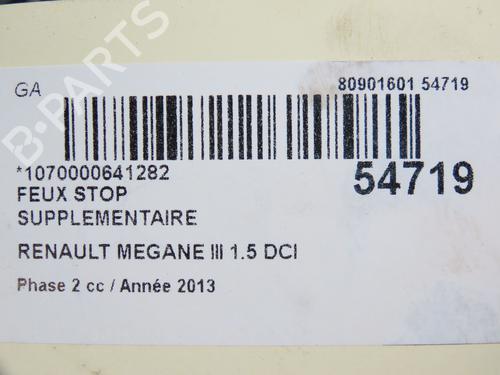 GA
80901601 54719
*1070000641282
54719
FEUX STOP
SUPPLEMENTAIRE
RENAULT MEGANE III 1.5 DCI
Phase 2 cc / Année 2013
B-PARTS